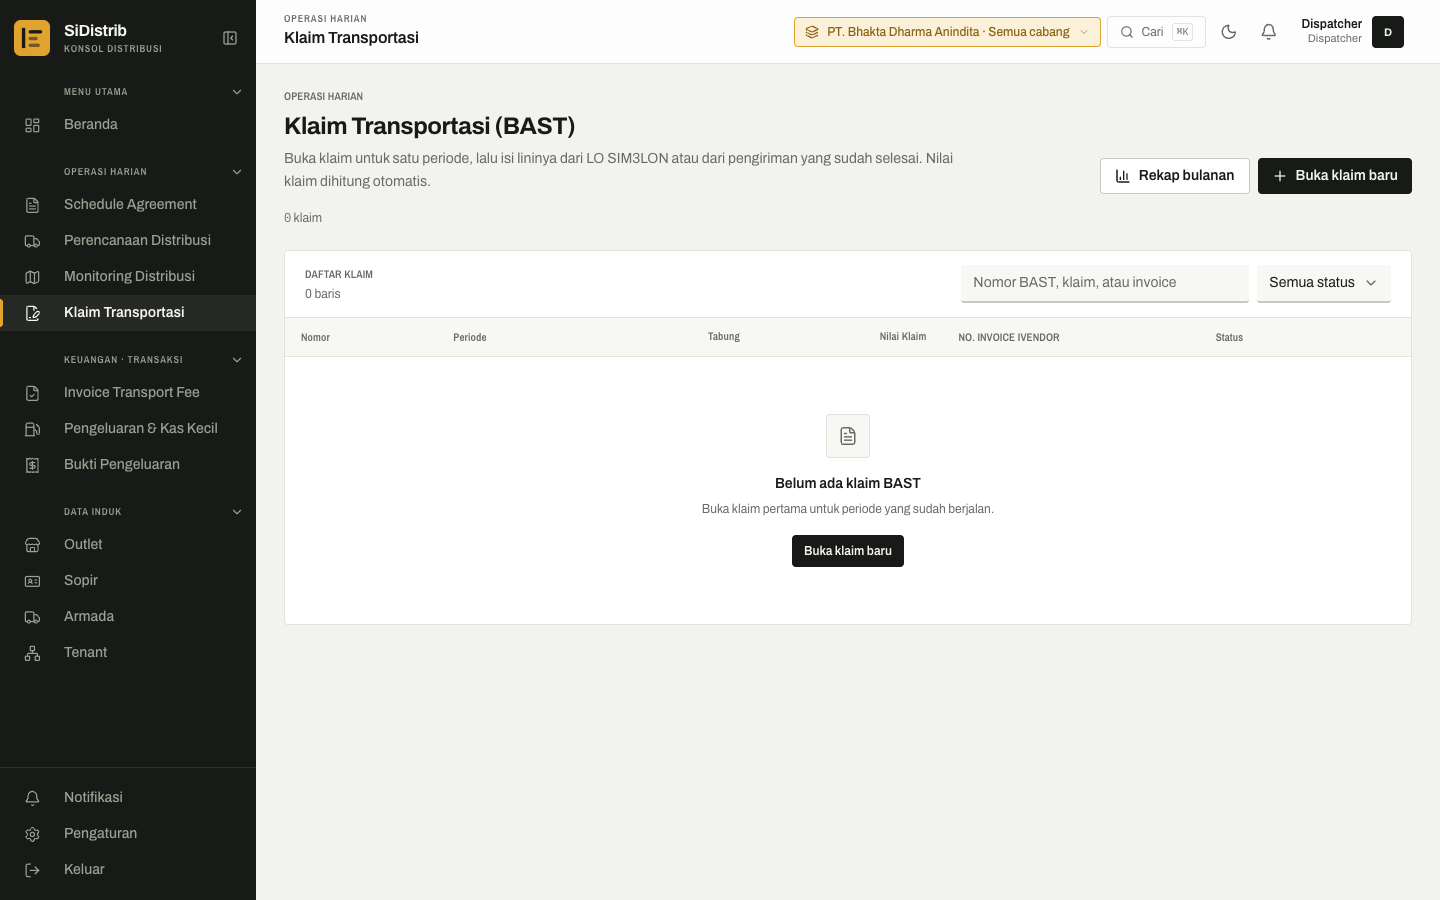 SiDistrib
KONSOL DISTRIBUSI
MENU UTAMA
Beranda
OPERASI HARIAN
Schedule Agreement
Perencanaan Distribusi
Monitoring Distribusi
Klaim Transportasi
KEUANGAN · TRANSAKSI
Invoice Transport Fee
Pengeluaran & Kas Kecil
Bukti Pengeluaran
DATA INDUK
Outlet
Sopir
Armada
Tenant
Notifikasi
Pengaturan
Keluar
OPERASI HARIAN
Klaim Transportasi
PT. Bhakta Dharma Anindita · Semua cabang
Cari ⌘K
Dispatcher
Dispatcher
D
OPERASI HARIAN
Klaim Transportasi (BAST)
Buka klaim untuk satu periode, lalu isi lininya dari LO SIM3LON atau dari pengiriman yang sudah selesai. Nilai
klaim dihitung otomatis.
Rekap bulanan
Buka klaim baru
0 klaim
DAFTAR KLAIM
0 baris
Nomor BAST, klaim, atau invoice
Semua status
Nomor Periode Tabung Nilai Klaim NO. INVOICE IVENDOR Status
Belum ada klaim BAST
Buka klaim pertama untuk periode yang sudah berjalan.
Buka klaim baru